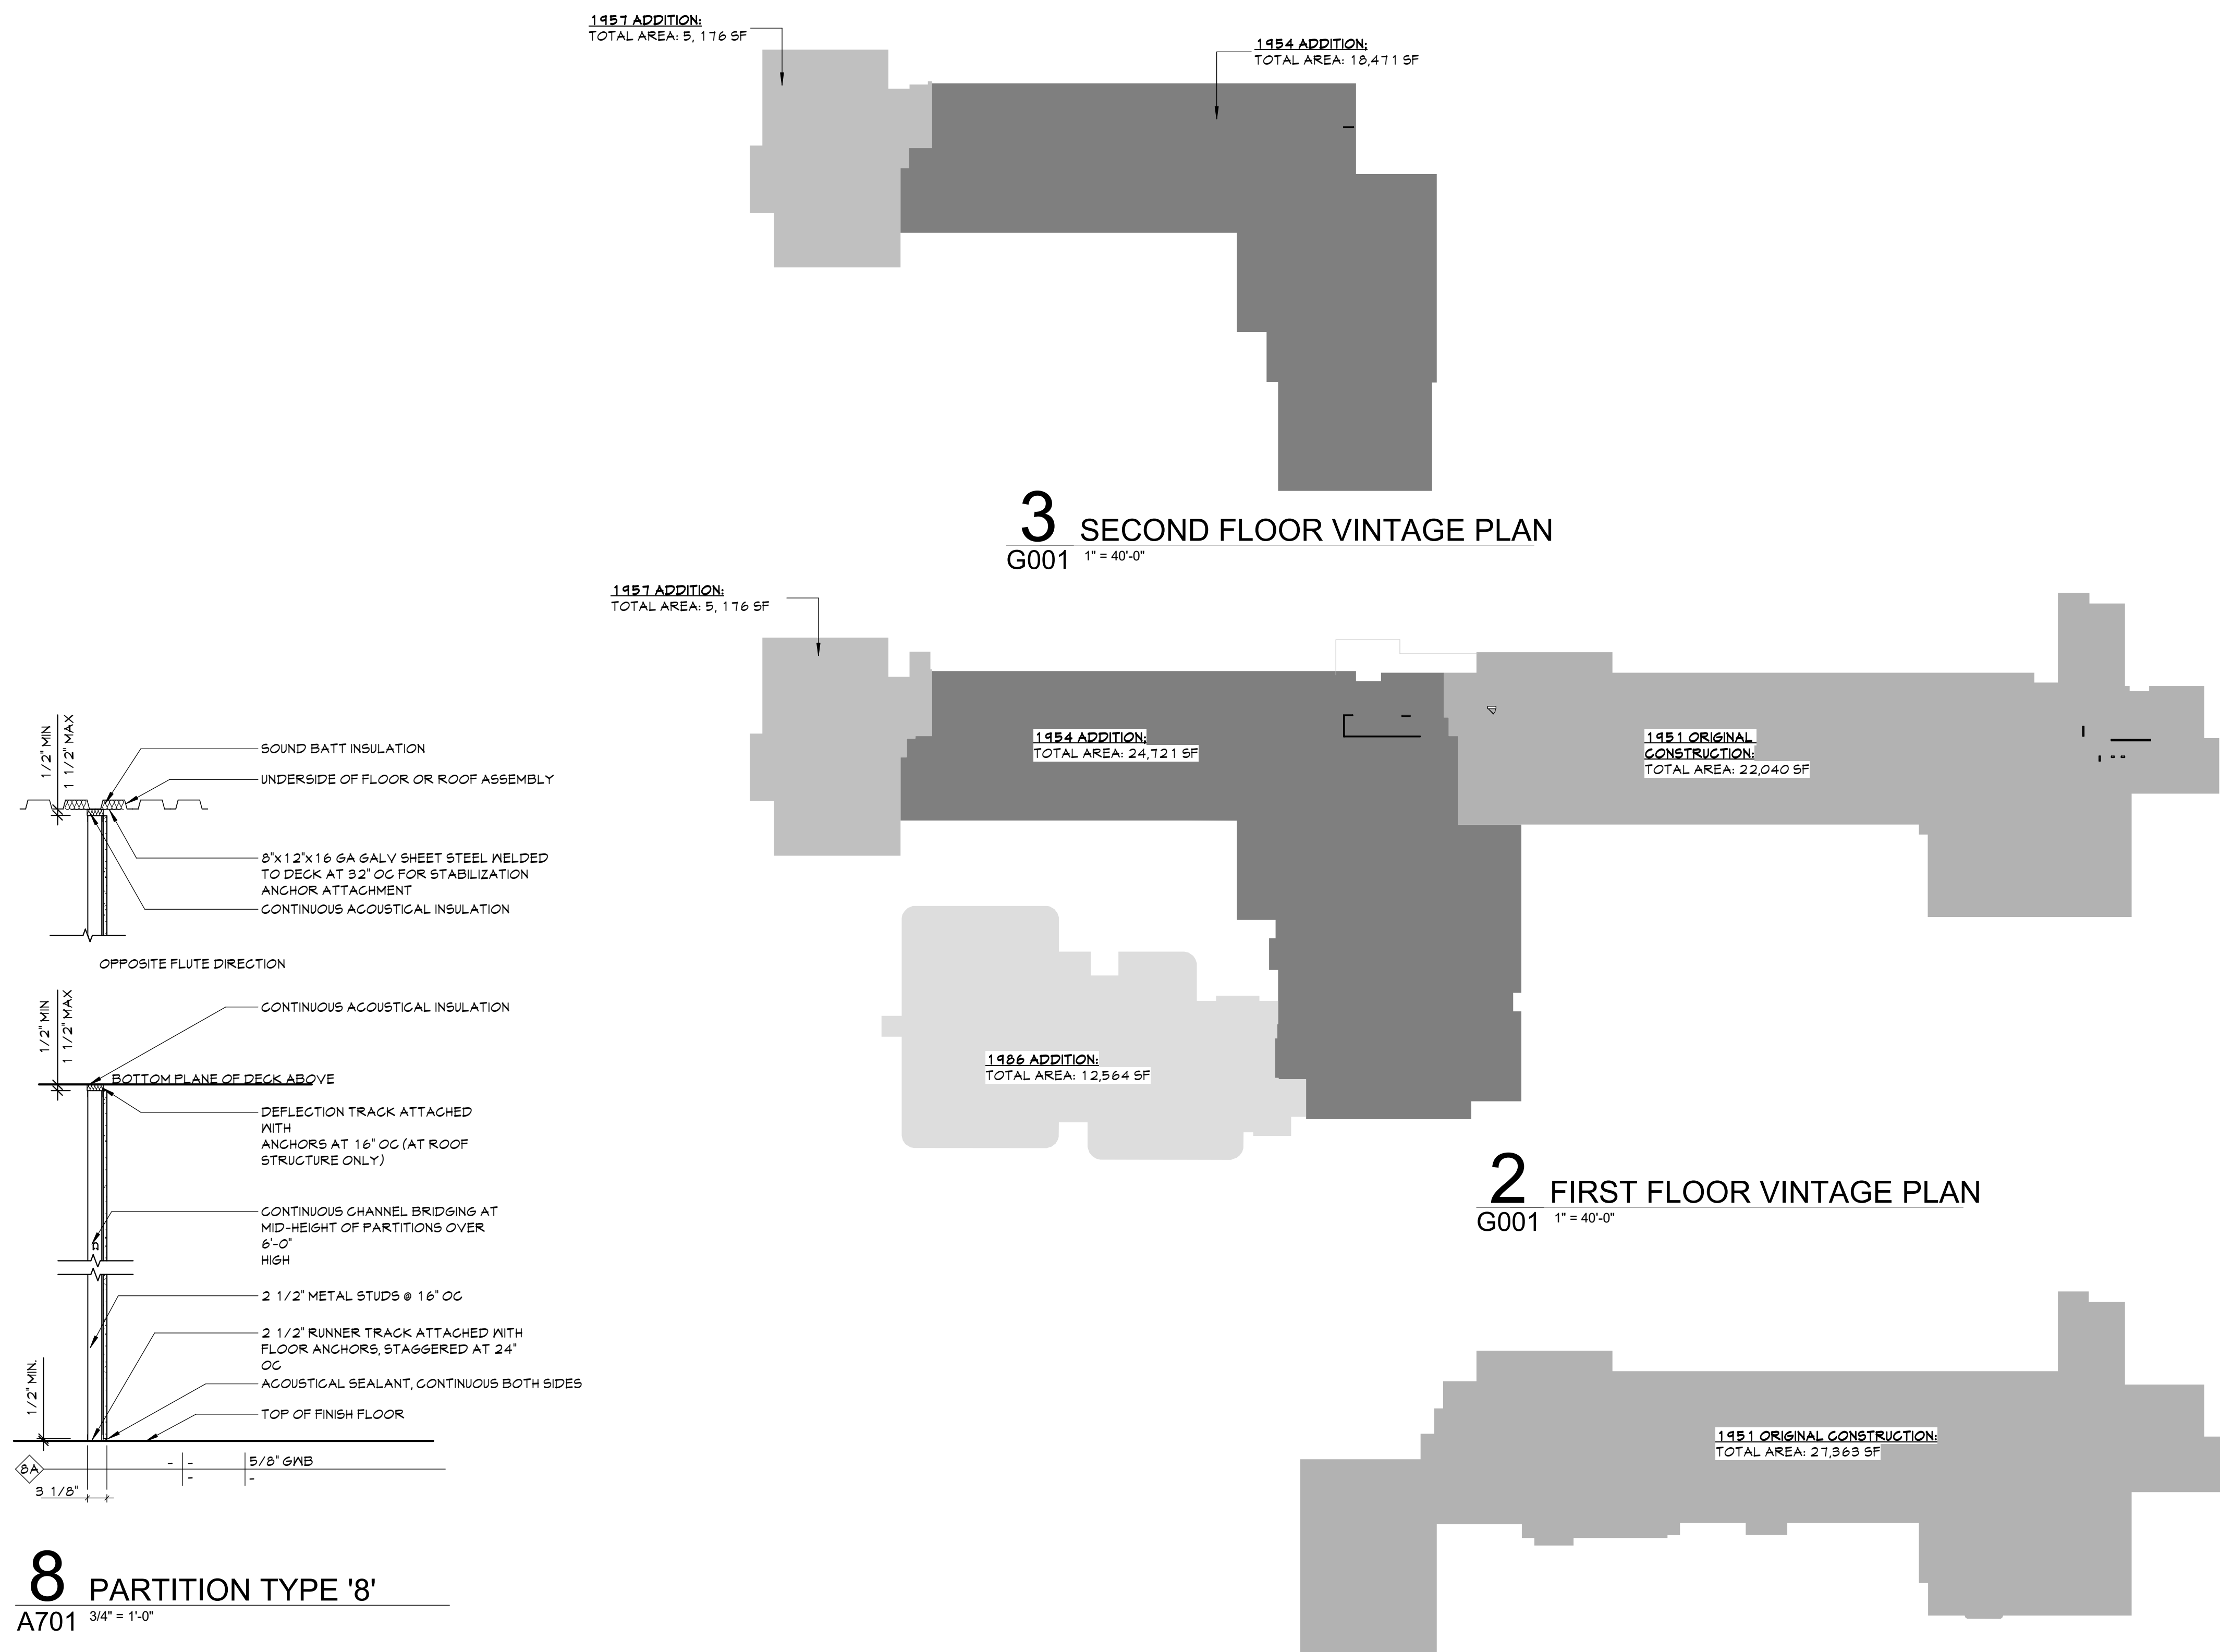 1957 ADDITION:
TOTAL AREA: 5, 176 SF
1954 ADDITION;
TOTAL AREA: 18,471 SF
3 SECOND FLOOR VINTAGE PLAN
G001 1" = 40'-0"
1957 ADDITION:
TOTAL AREA: 5, 176 SF
1954 ADDITION;
TOTAL AREA: 24,721 SF
1951 ORIGINAL
CONSTRUCTION:
TOTAL AREA: 22,040 SF
1986 ADDITION:
TOTAL AREA: 12,564 SF
2 FIRST FLOOR VINTAGE PLAN
G001 1" = 40'-0"
1951 ORIGINAL CONSTRUCTION:
TOTAL AREA: 27,363 SF
1/2" MIN
1 1/2" MAX
SOUND BATT INSULATION
UNDERSIDE OF FLOOR OR ROOF ASSEMBLY
8"x12"x16 GA GALV SHEET STEEL WELDED
TO DECK AT 32" OC FOR STABILIZATION
ANCHOR ATTACHMENT
CONTINUOUS ACOUSTICAL INSULATION
OPPOSITE FLUTE DIRECTION
1/2" MIN
1 1/2" MAX
CONTINUOUS ACOUSTICAL INSULATION
BOTTOM PLANE OF DECK ABOVE
DEFLECTION TRACK ATTACHED
WITH
ANCHORS AT 16" OC (AT ROOF
STRUCTURE ONLY)
CONTINUOUS CHANNEL BRIDGING AT
MID-HEIGHT OF PARTITIONS OVER
6'-0"
HIGH
2 1/2" METAL STUDS @ 16" OC
2 1/2" RUNNER TRACK ATTACHED WITH
FLOOR ANCHORS, STAGGERED AT 24"
OC
1/2" MIN.
ACOUSTICAL SEALANT, CONTINUOUS BOTH SIDES
TOP OF FINISH FLOOR
8A - - 5/8" GWB
- -
3 1/8"
8 PARTITION TYPE '8'
A701 3/4" = 1'-0"